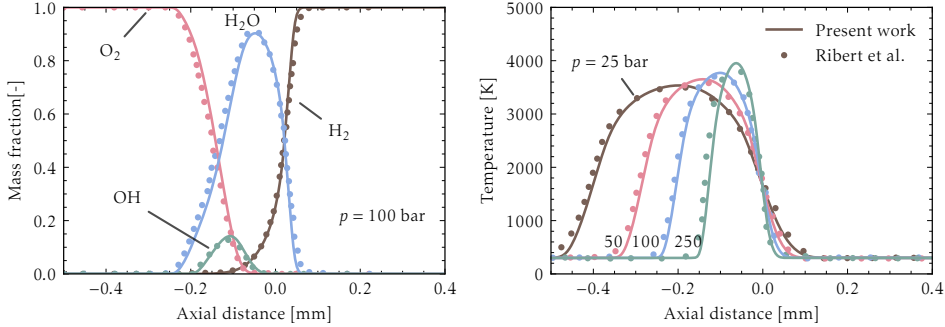 1.0
0.8
0.6
0.4
0.2
0.0
Mass fraction[-]
O2
H2O
H2
OH
p = 100 bar
−0.4
−0.2
0.0
0.2
0.4
Axial distance [mm]
5000
4000
3000
2000
1000
0
Temperature [K]
Present work
Ribert et al.
p = 25 bar
50
100
250
−0.4
−0.2
0.0
0.2
0.4
Axial distance [mm]